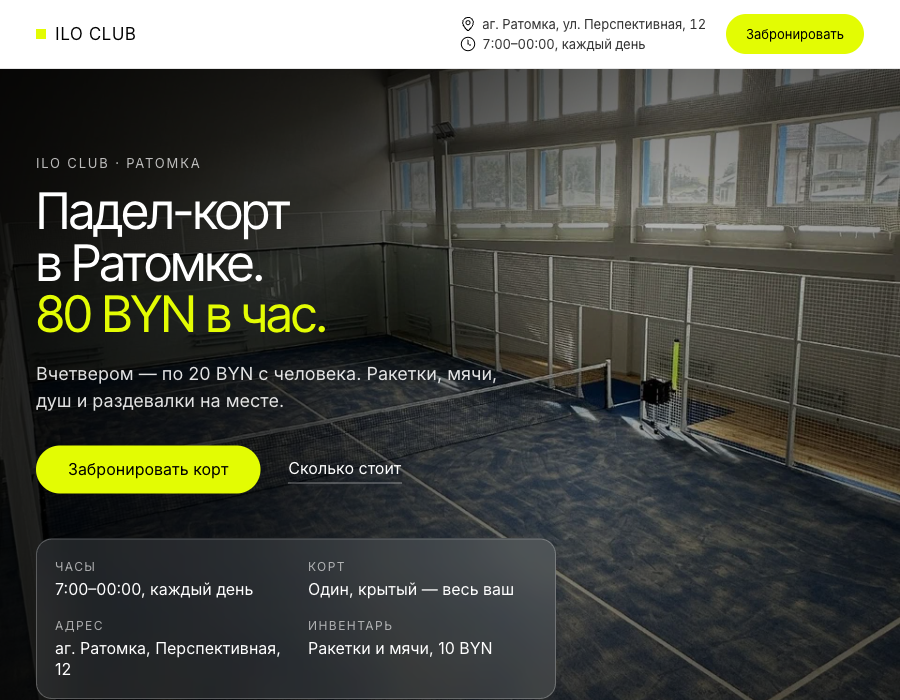 ILO CLUB
аг. Ратомка, ул. Перспективная, 12
7:00–00:00, каждый день
Забронировать
ILO CLUB · РАТОМКА
Падел-корт
в Ратомке.
80 BYN в час.
Вчетвером — по 20 BYN с человека. Ракетки, мячи,
душ и раздевалки на месте.
Забронировать корт
Сколько стоит
ЧАСЫ
7:00–00:00, каждый день
КОРТ
Один, крытый — весь ваш
АДРЕС
аг. Ратомка, Перспективная,
12
ИНВЕНТАРЬ
Ракетки и мячи, 10 BYN